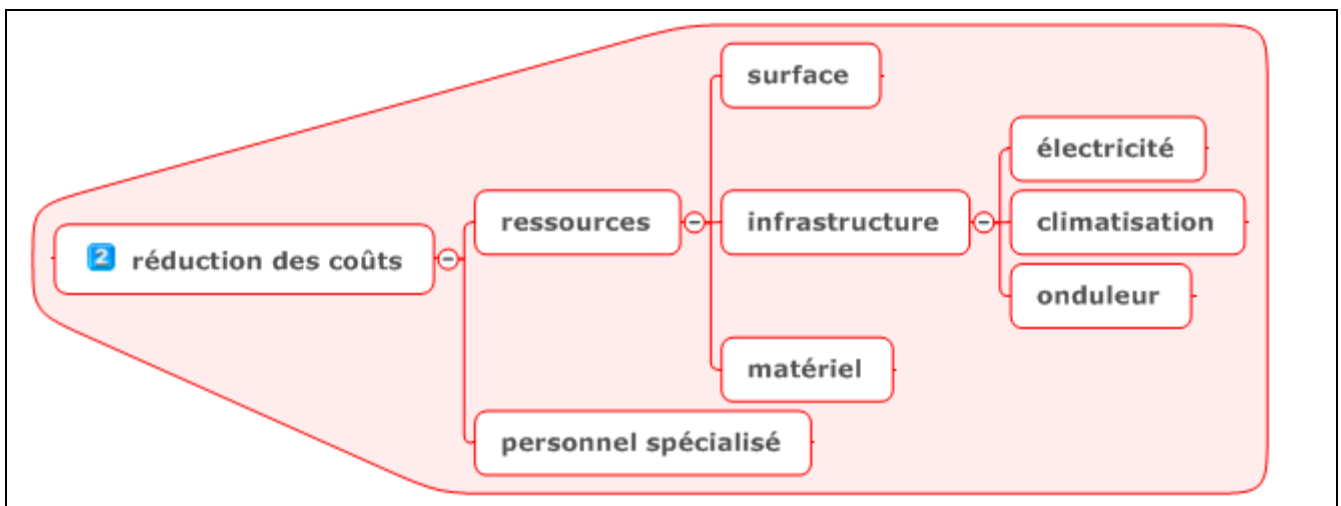 surface
électricité
ressources
infrastructure
climatisation
2 réduction des coûts
onduleur
matériel
personnel spécialisé